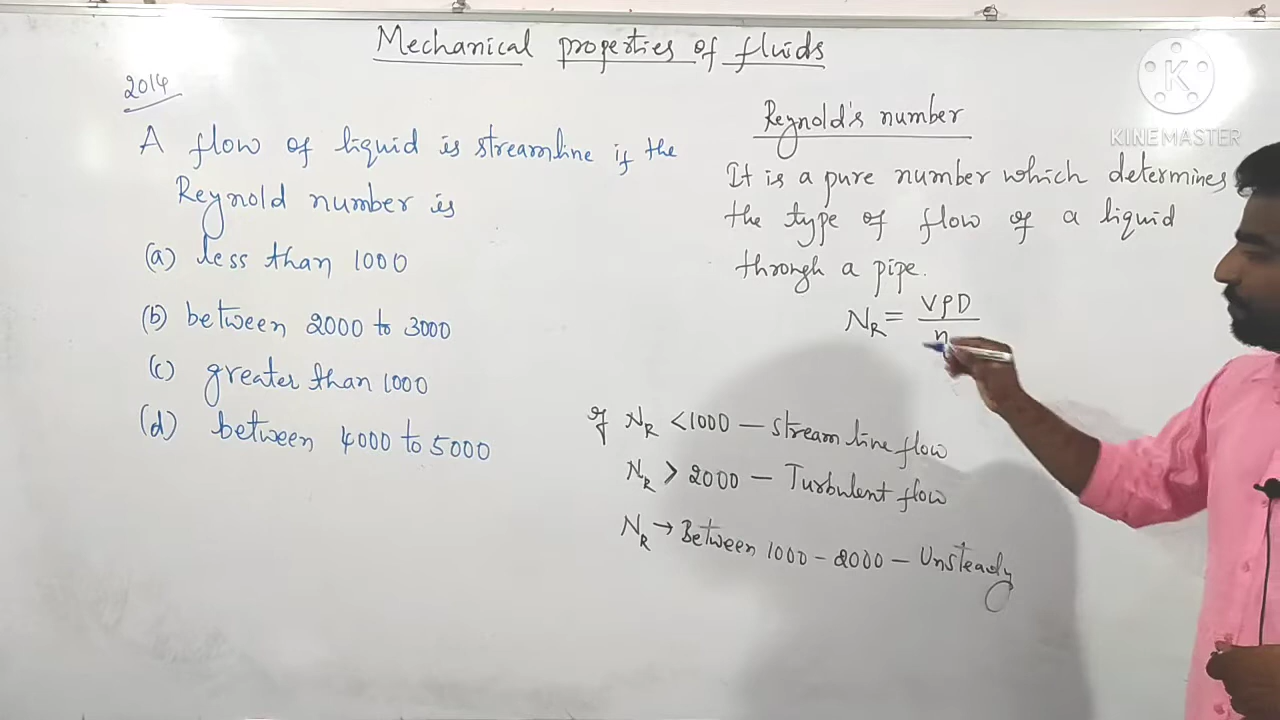 Mechanical properties of fluids
2014
A flow of liquid is streamline if the
Reynold number is
(a) less than 1000
(b) between 2000 to 3000
(c) greater than 1000
(d) between 4000 to 5000
Reynold's number
It is a pure number which determines
the type of flow of a liquid
through a pipe.
N_R = VρD
η
If N_R < 1000 — stream line flow
N_R > 2000 — Turbulent flow
N_R → Between 1000 - 2000 — Unsteady
K
KINEMASTER